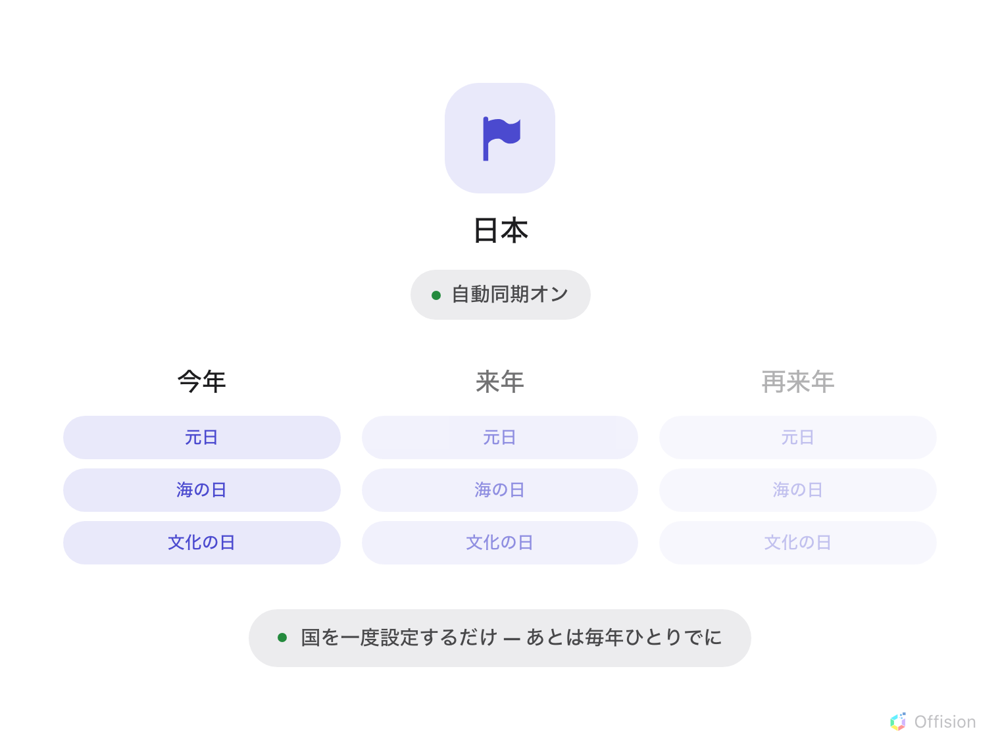 日本
自動同期オン
今年
来年
再来年
元日
元日
元日
海の日
海の日
海の日
文化の日
文化の日
文化の日
国を一度設定するだけ — あとは毎年ひとりでに
Offision